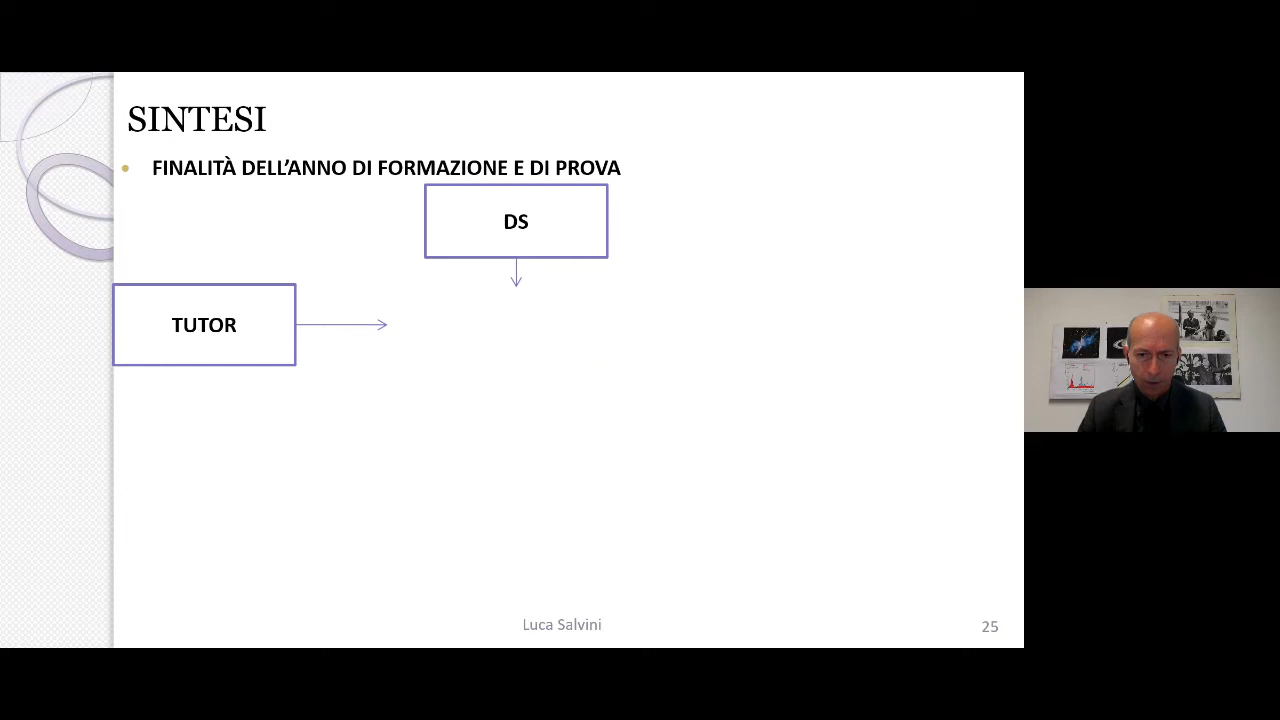 SINTESI
FINALITÀ DELL'ANNO DI FORMAZIONE E DI PROVA
DS
TUTOR
Luca Salvini
25